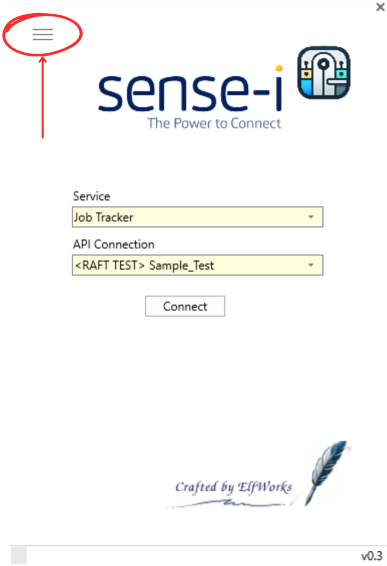 sense-i
The Power to Connect
Service
Job Tracker
API Connection
<RAFT TEST> Sample_Test
Connect
Crafted by ElfWorks
v0.3